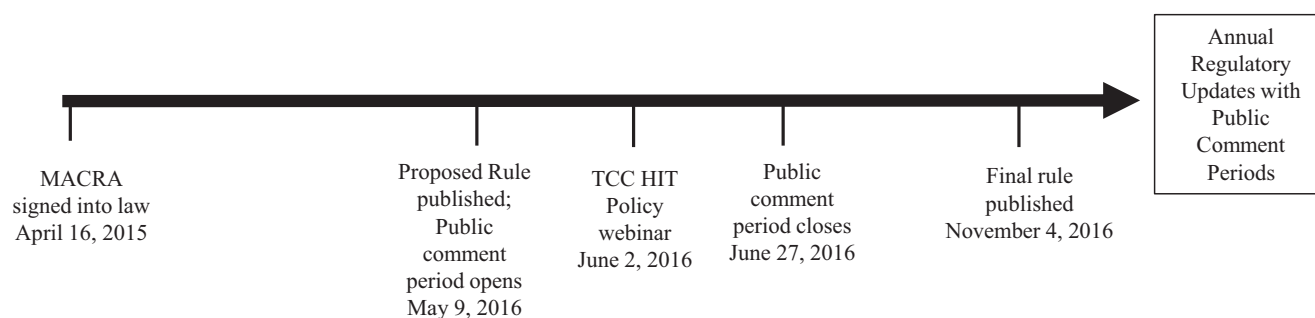 MACRA
signed into law
April 16, 2015
Proposed Rule
published;
Public
comment
period opens
May 9, 2016
TCC HIT
Policy
webinar
June 2, 2016
Public
comment
period closes
June 27, 2016
Final rule
published
November 4, 2016
Annual
Regulatory
Updates with
Public
Comment
Periods